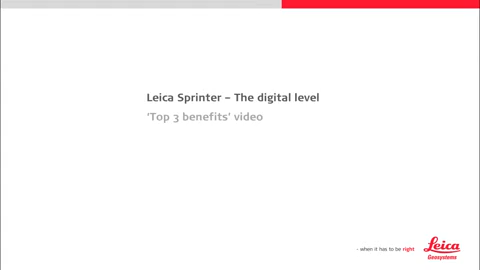 Leica Sprinter – The digital level
‘Top 3 benefits’ video
- when it has to be right
Leica
Geosystems